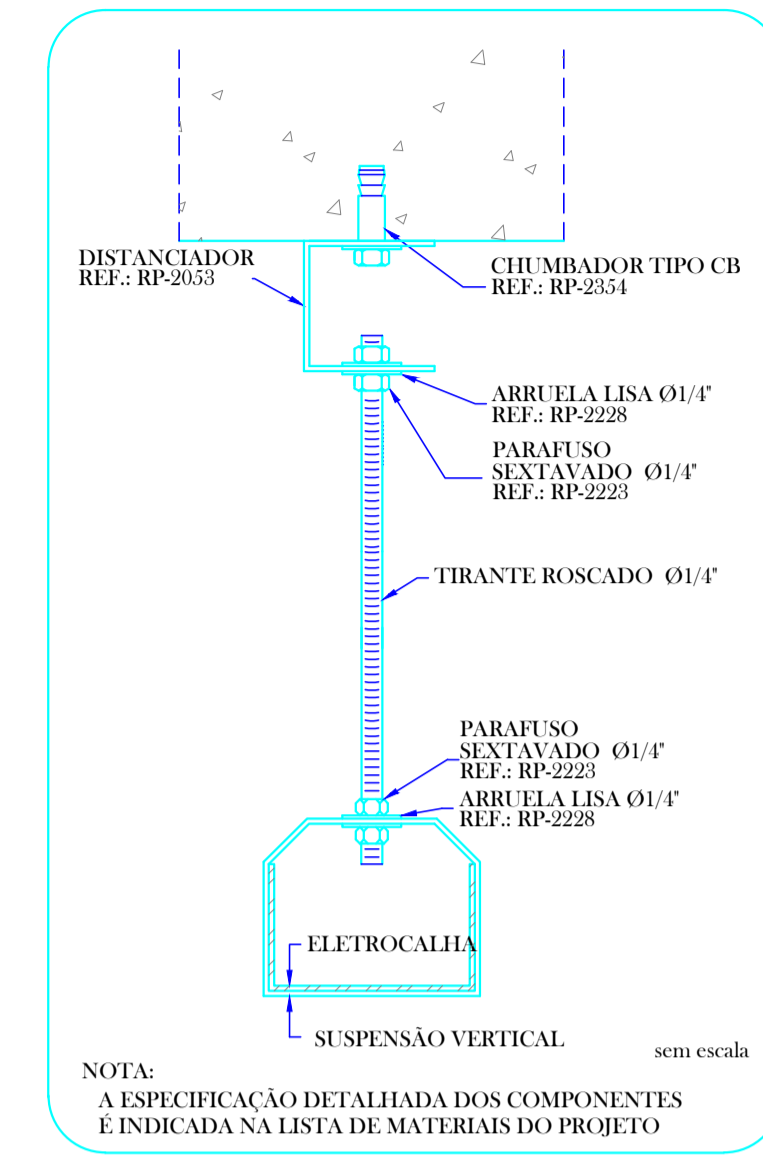 DISTANCIADOR
REF.: RP-2053
CHUMBADOR TIPO CB
REF.: RP-2354
ARRUELA LISA Ø1/4"
REF.: RP-2228
PARAFUSO
SEXTAVADO Ø1/4"
REF.: RP-2223
TIRANTE ROSCADO Ø1/4"
PARAFUSO
SEXTAVADO Ø1/4"
REF.: RP-2223
ARRUELA LISA Ø1/4"
REF.: RP-2228
ELETROCALHA
SUSPENSÃO VERTICAL
sem escala
NOTA:
A ESPECIFICAÇÃO DETALHADA DOS COMPONENTES
É INDICADA NA LISTA DE MATERIAIS DO PROJETO